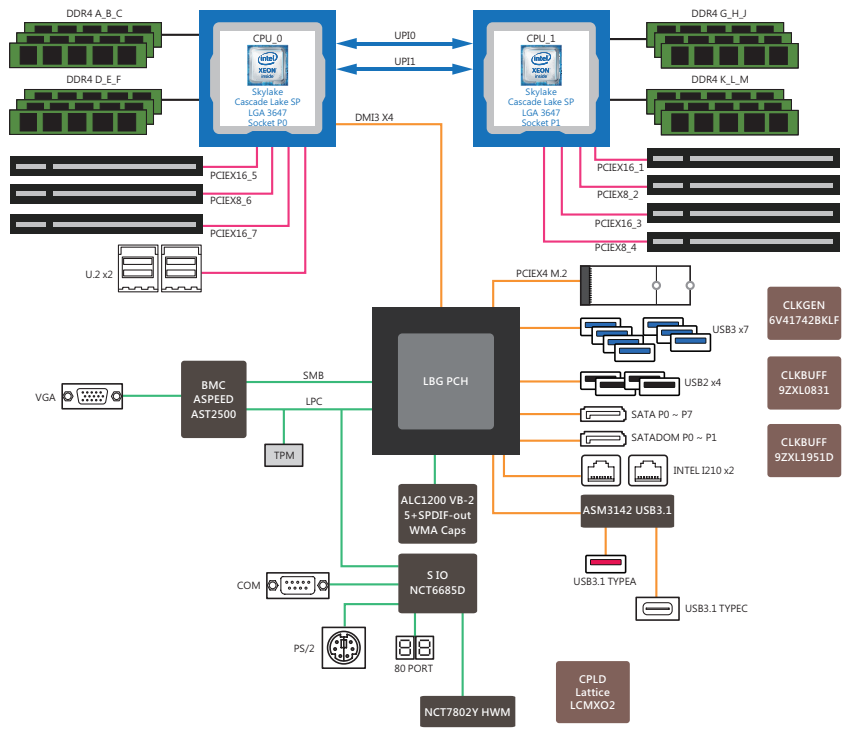 DDR4 A_B_C
DDR4 D_E_F
CPU_0
intel
XEON
inside
Skylake
Cascade Lake SP
LGA 3647
Socket P0
UPI0
UPI1
DMI3 X4
CPU_1
intel
XEON
inside
Skylake
Cascade Lake SP
LGA 3647
Socket P1
DDR4 G_H_J
DDR4 K_L_M
PCIEX16_5
PCIEX8_6
PCIEX16_7
U.2 x2
PCIEX16_1
PCIEX8_2
PCIEX16_3
PCIEX8_4
PCIEX4 M.2
USB3 x7
USB2 x4
SATA P0 ~ P7
SATADOM P0 ~ P1
INTEL I210 x2
ASM3142 USB3.1
USB3.1 TYPEA
USB3.1 TYPEC
CLKGEN
6V41742BKLF
CLKBUFF
9ZXL0831
CLKBUFF
9ZXL1951D
LBG PCH
SMB
LPC
VGA
BMC
ASPEED
AST2500
TPM
ALC1200 VB-2
5+SPDIF-out
WMA Caps
S IO
NCT6685D
COM
PS/2
80 PORT
NCT7802Y HWM
CPLD
Lattice
LCMXO2